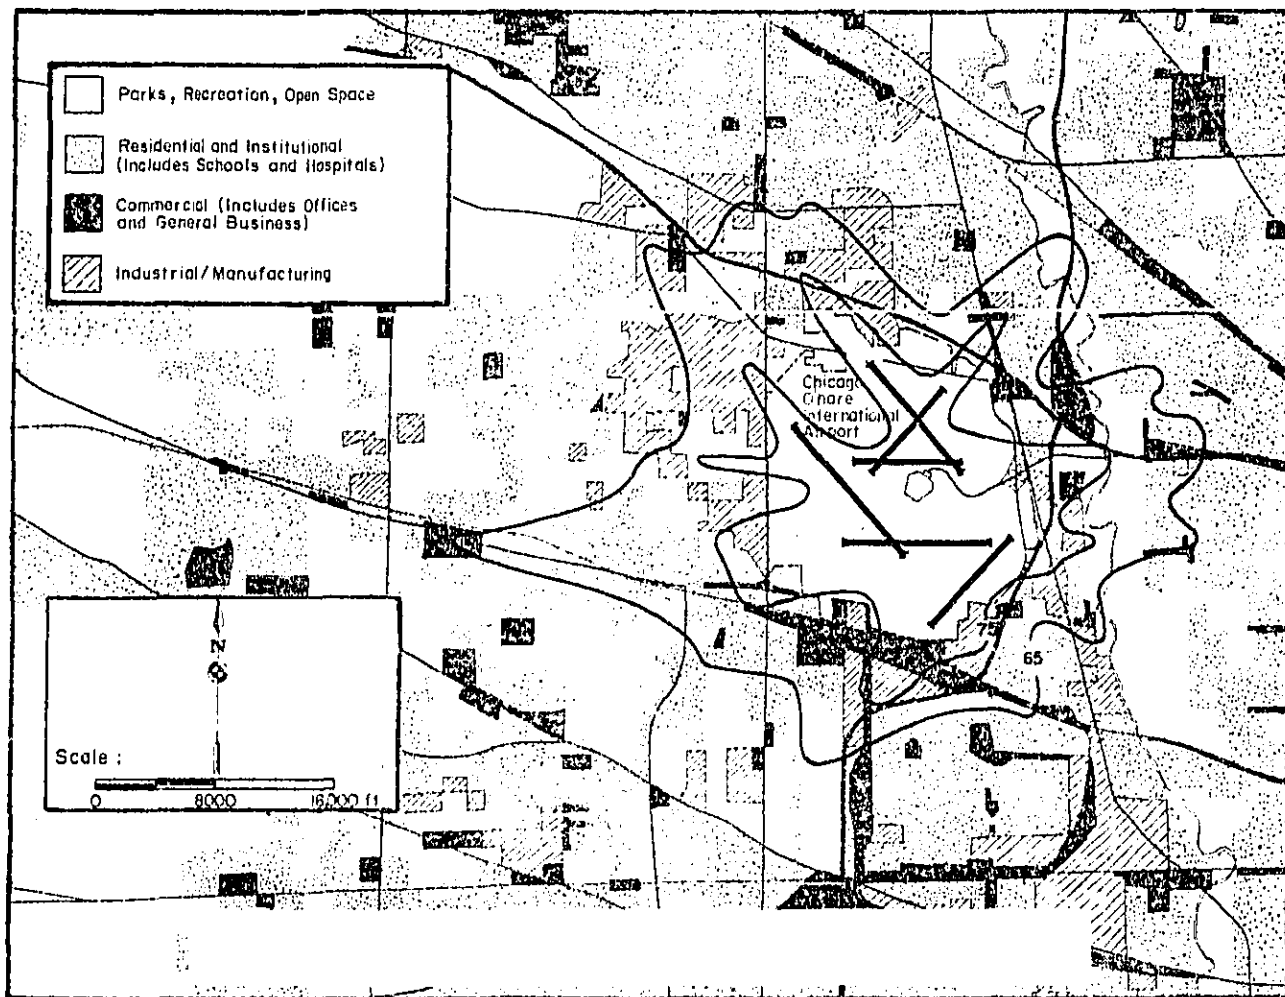 Parks, Recreation, Open Space
Residential and Institutional
(Includes Schools and Hospitals)
Commercial (Includes Offices
and General Business)
Industrial/Manufacturing
Chicago
O'Hare
International
Airport
N
75
65
Scale :
0 8000 16,000 ft